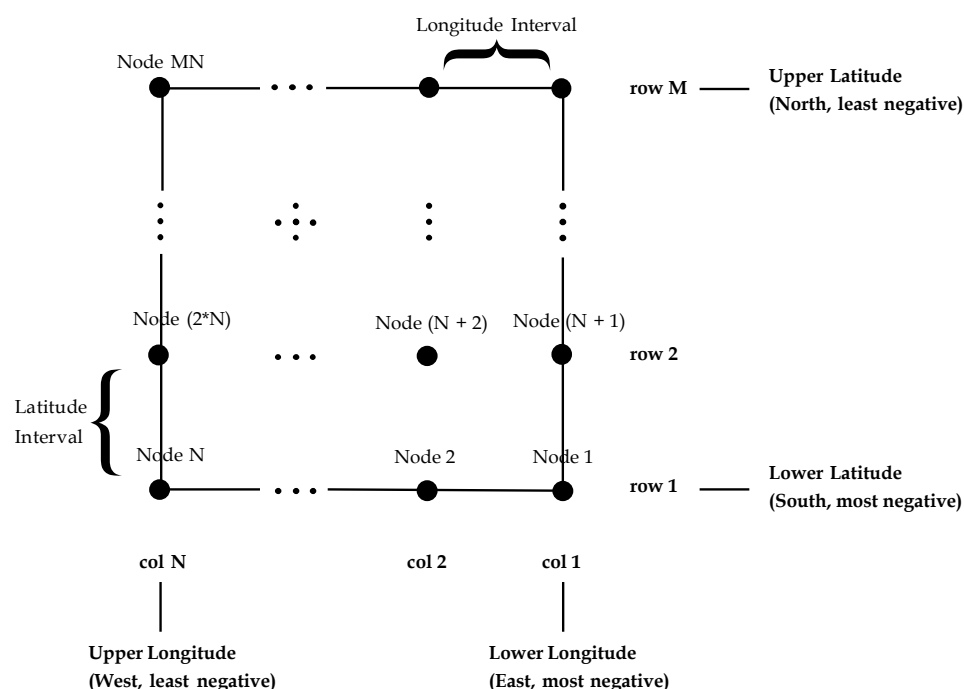 Longitude Interval
Node MN
row M
Upper Latitude
(North, least negative)
Node (2*N)
Node (N + 2)
Node (N + 1)
row 2
Latitude
Interval
Node N
Node 2
Node 1
row 1
Lower Latitude
(South, most negative)
col N
col 2
col 1
Upper Longitude
(West, least negative)
Lower Longitude
(East, most negative)